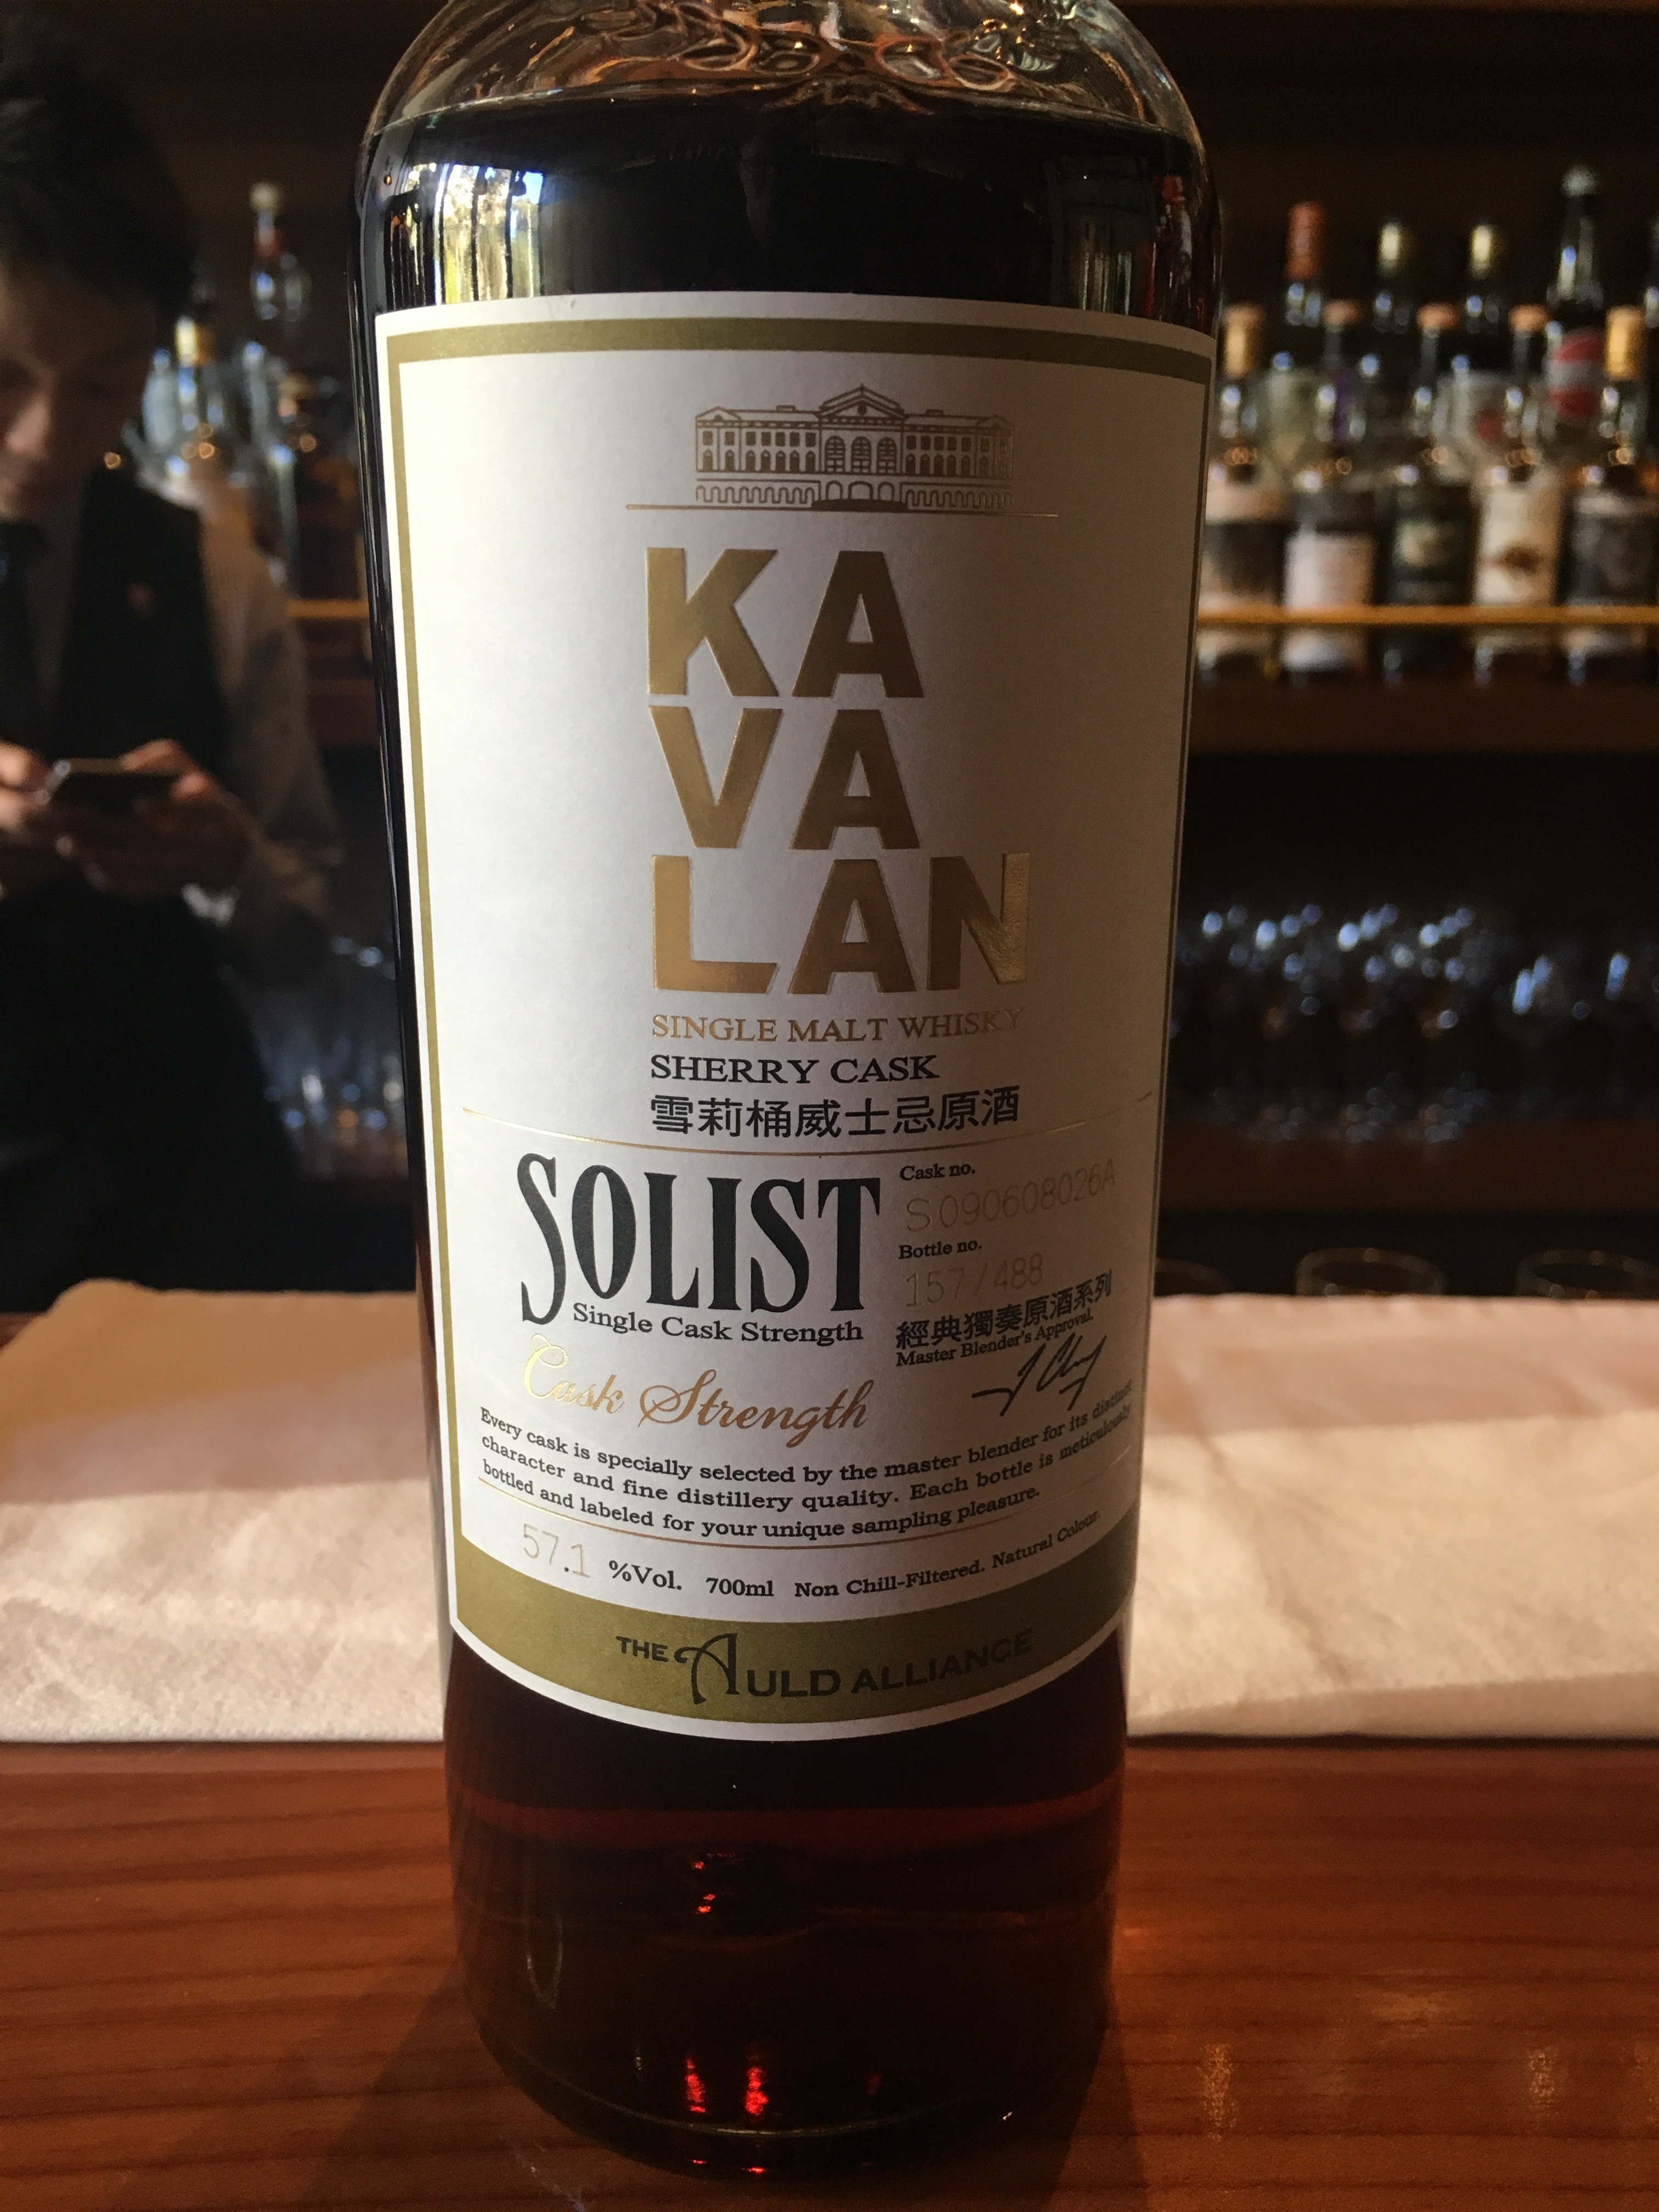 KA
VA
LAN
SINGLE MALT WHISKY
SHERRY CASK
雪莉桶威士忌原酒
SOLIST
Single Cask Strength
Cask Strength
Cask no.
S090608026A
Bottle no.
157/488
經典獨奏原酒系列
Master Blender's Approval.
Every cask is specially selected by the master blender for its distinct
character and fine distillery quality. Each bottle is meticulously
bottled and labeled for your unique sampling pleasure.
57.1 %Vol. 700ml Non Chill-Filtered. Natural Colour.
THE AULD ALLIANCE